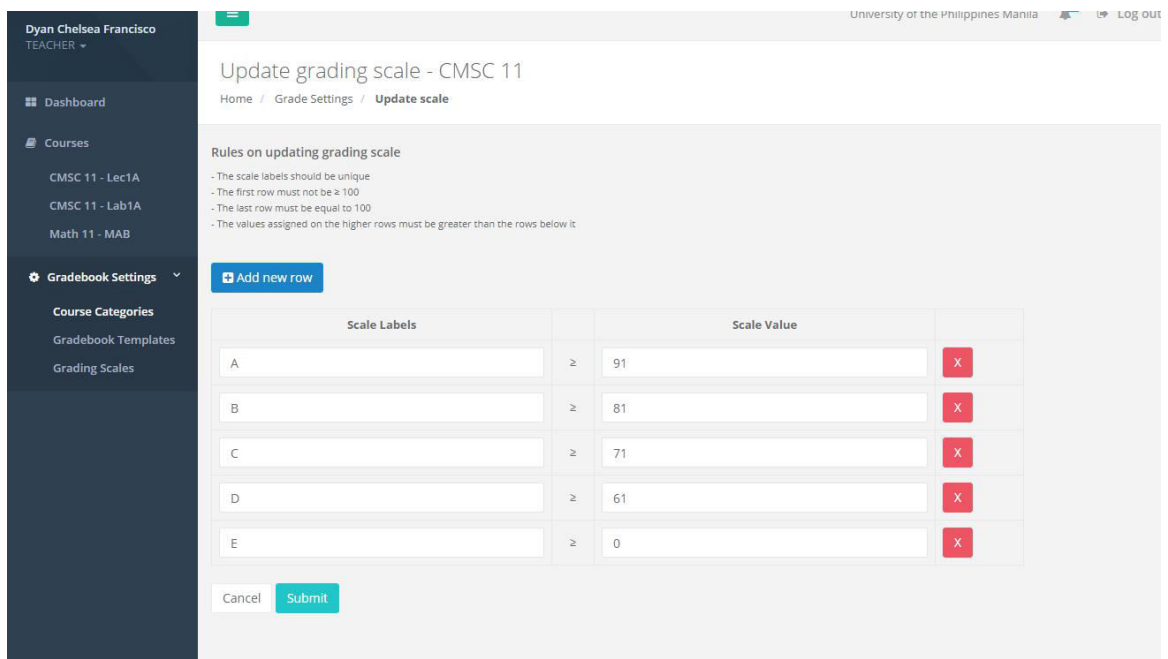 Dyan Chelsea Francisco
TEACHER
University of the Philippines Manila Log out
Update grading scale - CMSC 11
Home / Grade Settings / Update scale
Dashboard
Courses
CMSC 11 - Lec1A
CMSC 11 - Lab1A
Math 11 - MAB
Gradebook Settings
Course Categories
Gradebook Templates
Grading Scales
Rules on updating grading scale
- The scale labels should be unique
- The first row must not be ≥ 100
- The last row must be equal to 100
- The values assigned on the higher rows must be greater than the rows below it
Add new row
Scale Labels Scale Value
A ≥ 91 X
B ≥ 81 X
C ≥ 71 X
D ≥ 61 X
E ≥ 0 X
Cancel Submit